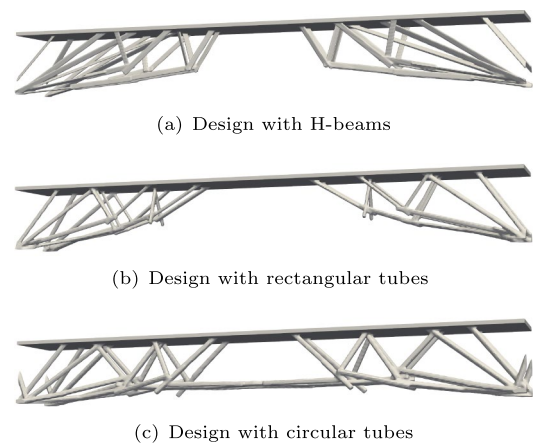 (a) Design with H-beams
(b) Design with rectangular tubes
(c) Design with circular tubes